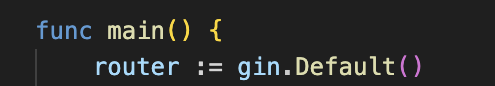 func main() {
    router := gin.Default()